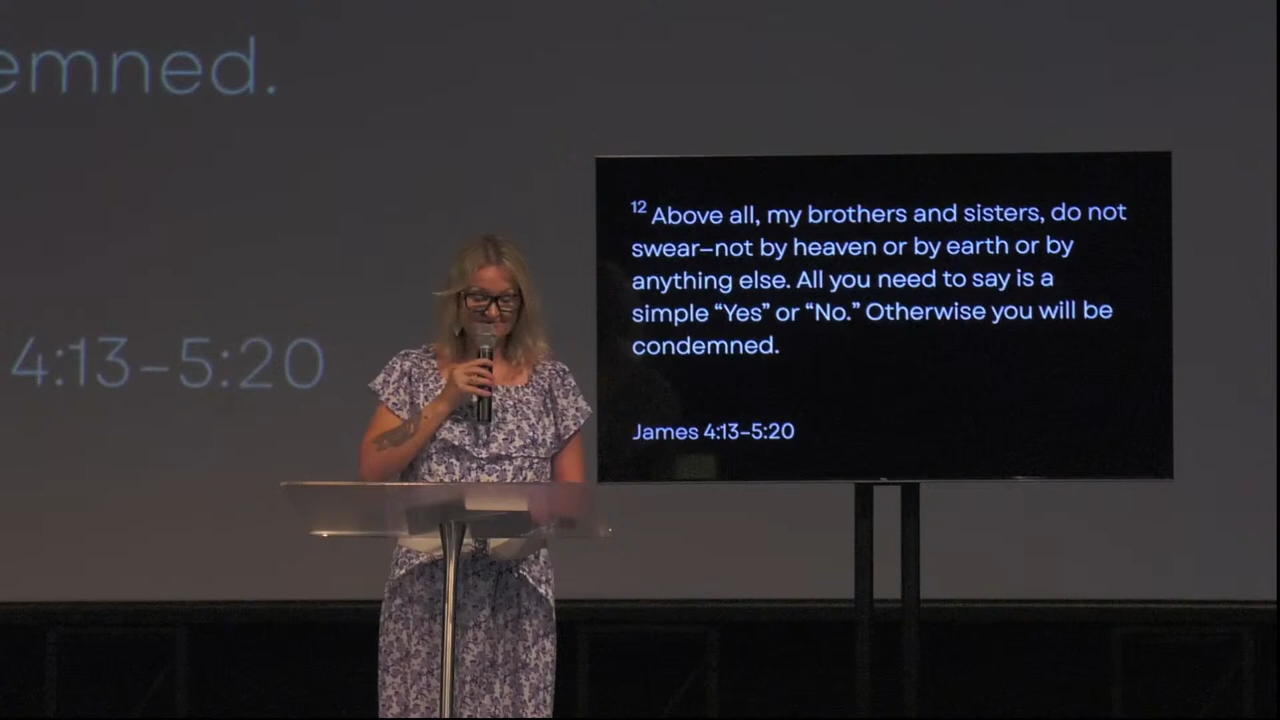 emned.
4:13–5:20
12 Above all, my brothers and sisters, do not
swear–not by heaven or by earth or by
anything else. All you need to say is a
simple “Yes” or “No.” Otherwise you will be
condemned.
James 4:13–5:20